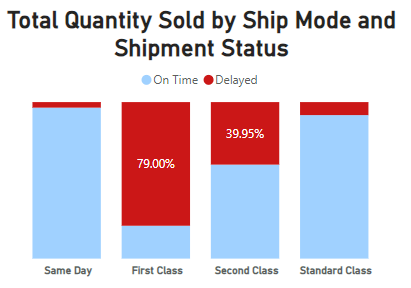 Total Quantity Sold by Ship Mode and
Shipment Status
On Time Delayed
79.00%
39.95%
Same Day First Class Second Class Standard Class